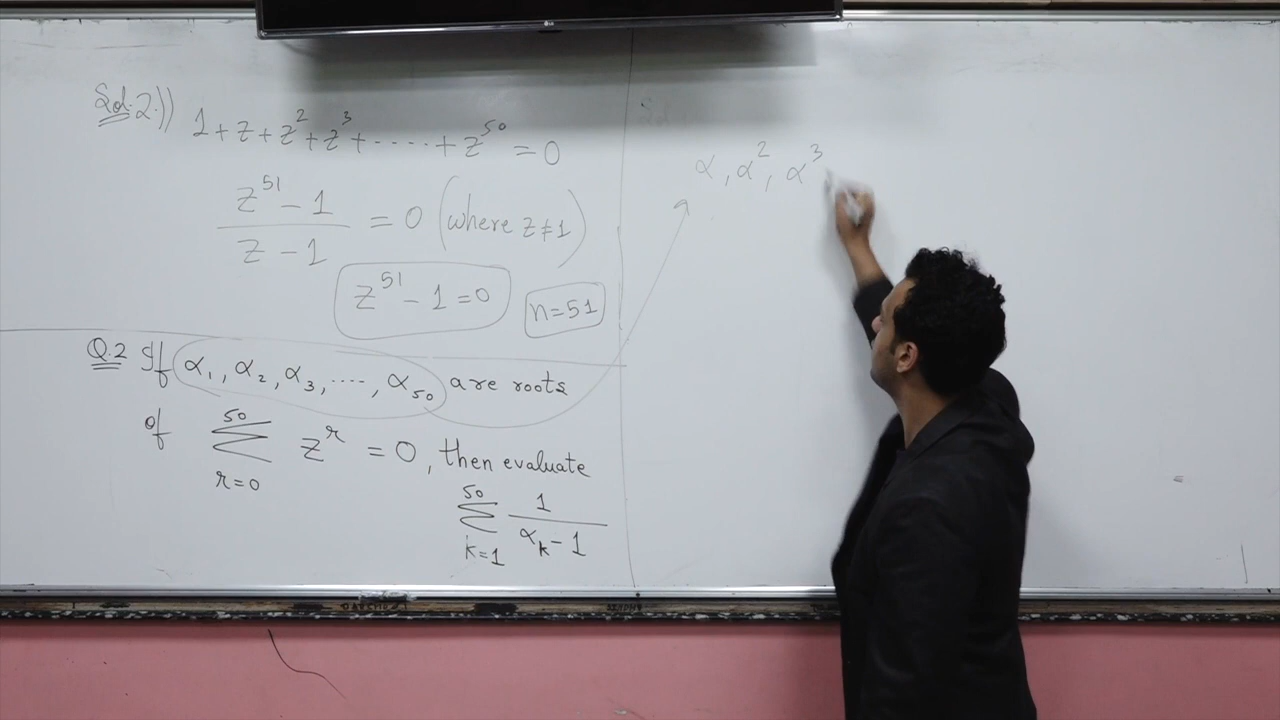 LG
Sol.2.))
1 + z + z² + z³ + ..... + z⁵⁰ = 0
z⁵¹ - 1 / z - 1 = 0 (where z ≠ 1)
z⁵¹ - 1 = 0
n = 51
Q.2 If α₁, α₂, α₃, ....., α₅₀ are roots
of ∑_{r=0}^{50} z^r = 0, then evaluate
∑_{k=1}^{50} 1 / α_k - 1
α, α², α³